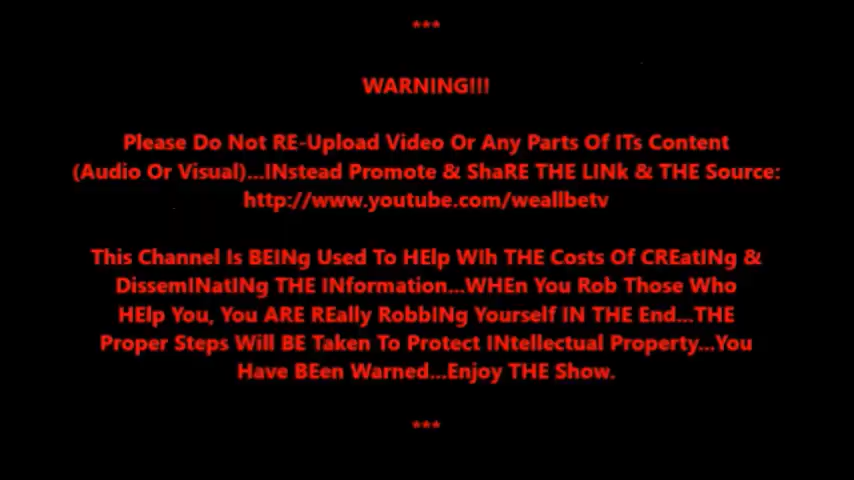 ***
WARNING!!!
Please Do Not RE-Upload Video Or Any Parts Of ITs Content
(Audio Or Visual)...INstead Promote & ShaRE THE LINk & THE Source:
http://www.youtube.com/weallbetv
This Channel Is BEINg Used To HElp WIh THE Costs Of CREatINg &
DissemINatINg THE INformation...WHEn You Rob Those Who
HElp You, You ARE REally RobbINg Yourself IN THE End...THE
Proper Steps Will BE Taken To Protect INtellectual Property...You
Have BEen Warned...Enjoy THE Show.
***